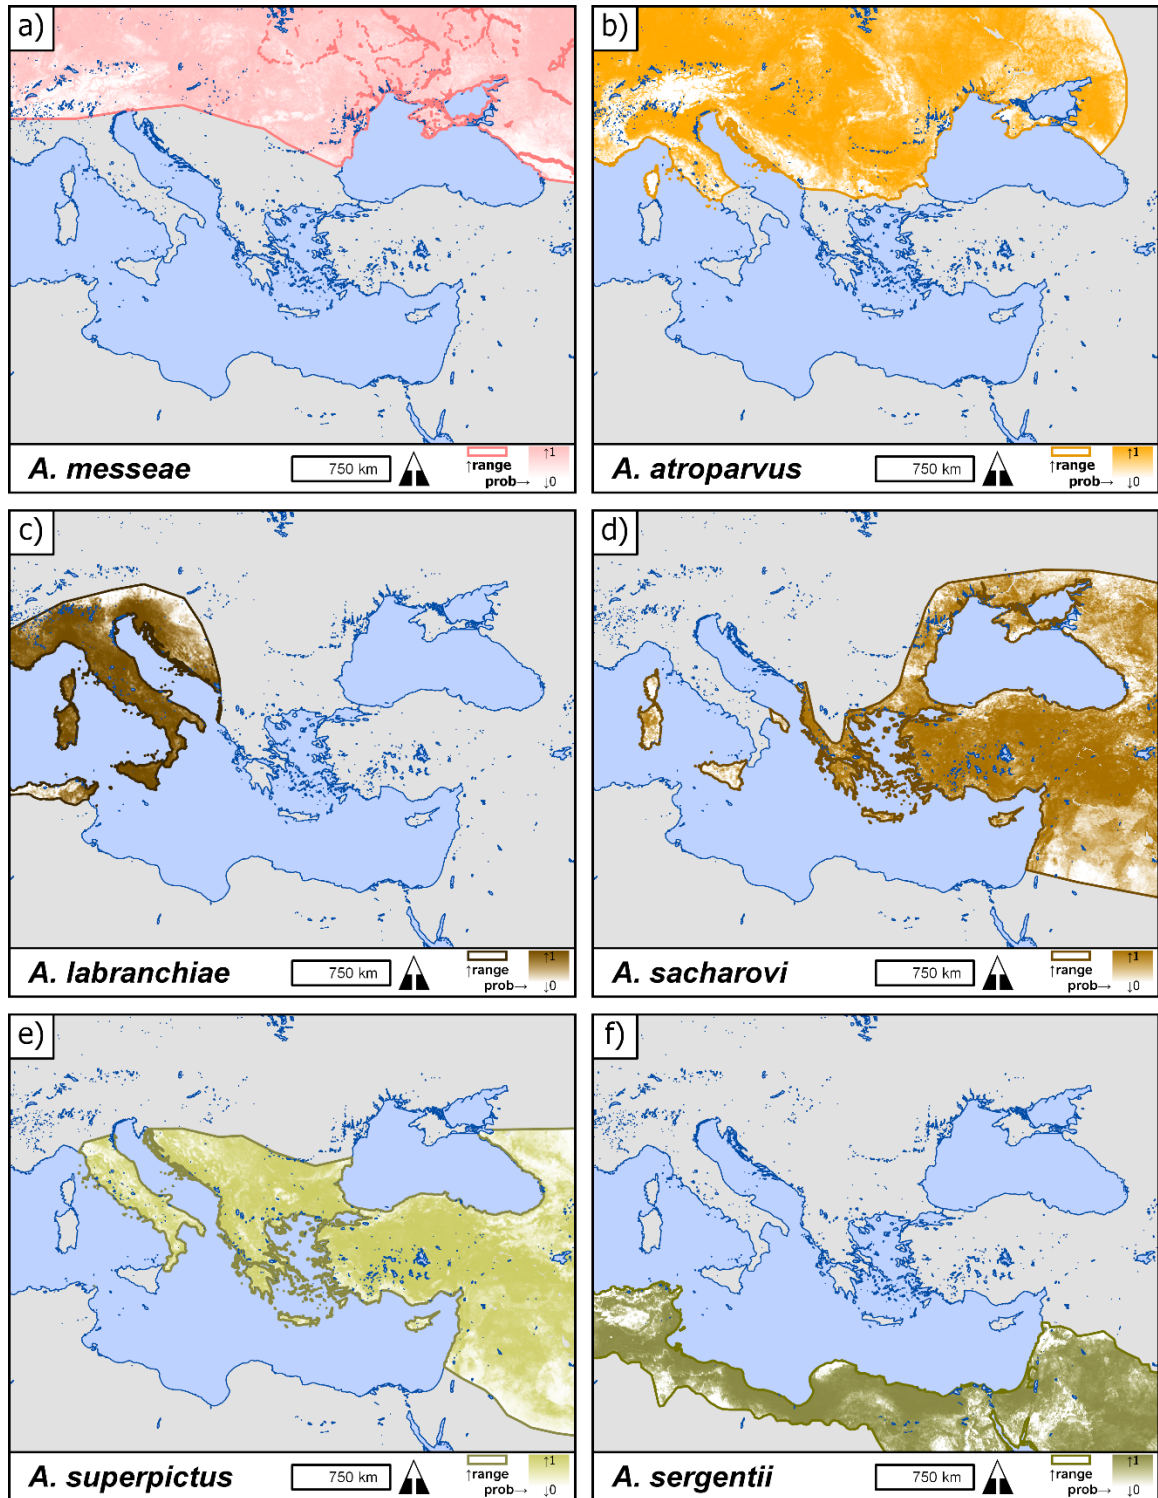 a)
A. messeae
750 km
↑range
prob→
↑1
↓0
b)
A. atroparvus
750 km
↑range
prob→
↑1
↓0
c)
A. labranchiae
750 km
↑range
prob→
↑1
↓0
d)
A. sacharovi
750 km
↑range
prob→
↑1
↓0
e)
A. superpictus
750 km
↑range
prob→
↑1
↓0
f)
A. sergentii
750 km
↑range
prob→
↑1
↓0